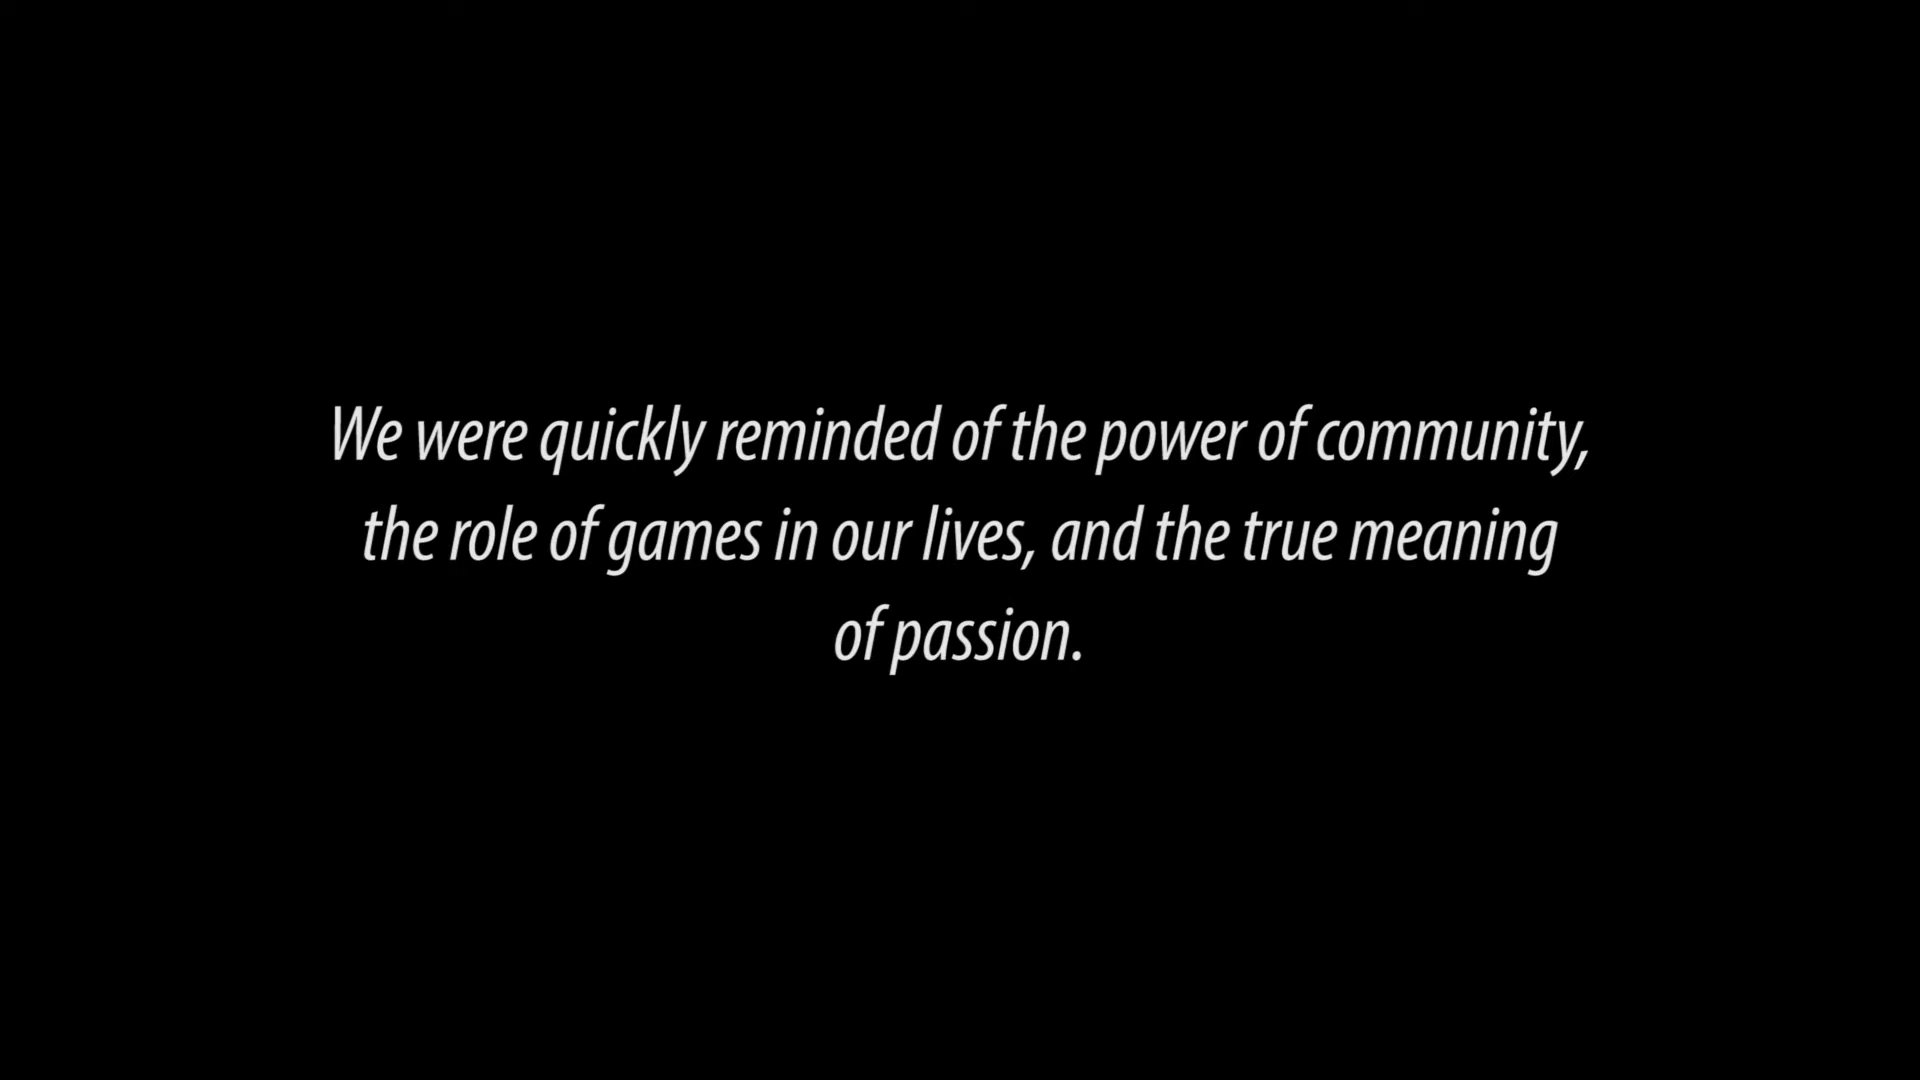 We were quickly reminded of the power of community,
the role of games in our lives, and the true meaning
of passion.